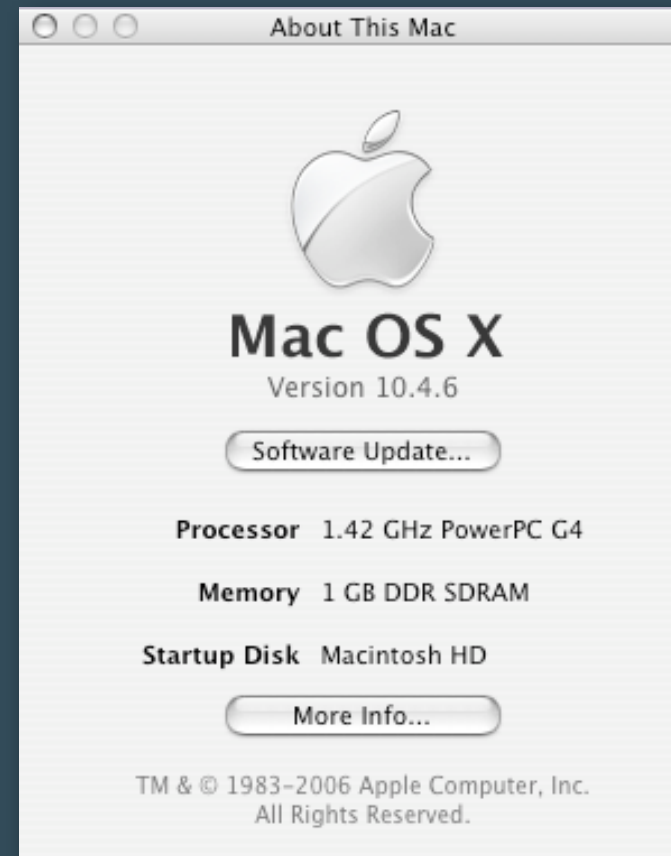 About This Mac
Mac OS X
Version 10.4.6
Software Update...
Processor 1.42 GHz PowerPC G4
Memory 1 GB DDR SDRAM
Startup Disk Macintosh HD
More Info...
TM & © 1983–2006 Apple Computer, Inc.
All Rights Reserved.